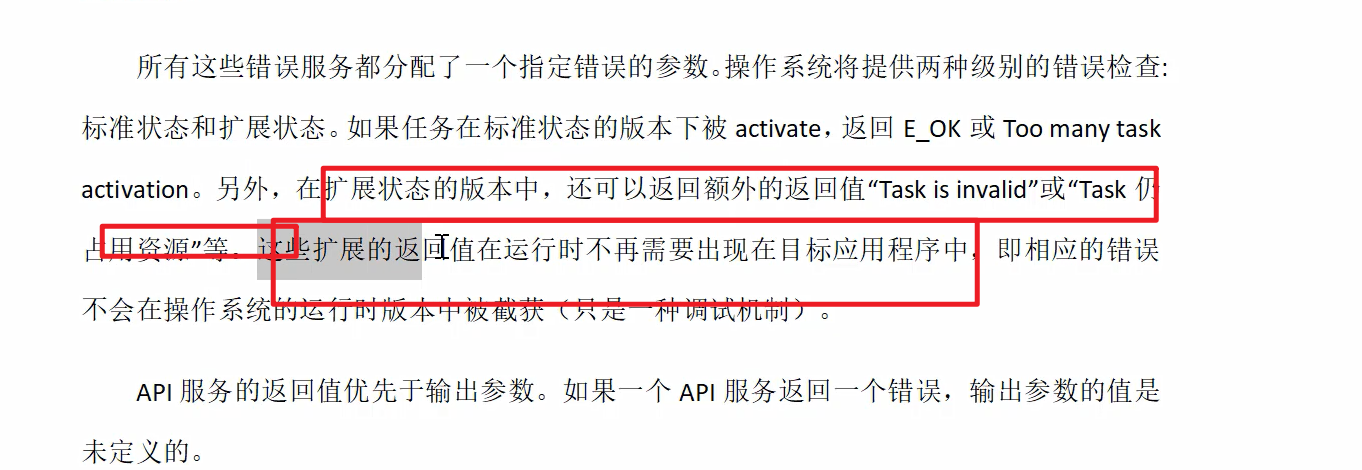 所有这些错误服务都分配了一个指定错误的参数。操作系统将提供两种级别的错误检查:
标准状态和扩展状态。如果任务在标准状态的版本下被 activate，返回 E_OK 或 Too many task
activation。另外，在扩展状态的版本中，还可以返回额外的返回值“Task is invalid”或“Task 仍
占用资源”等。这些扩展的返回值在运行时不再需要出现在目标应用程序中，即相应的错误
不会在操作系统的运行时版本中被截获（只是一种调试机制）。
API 服务的返回值优先于输出参数。如果一个 API 服务返回一个错误，输出参数的值是
未定义的。